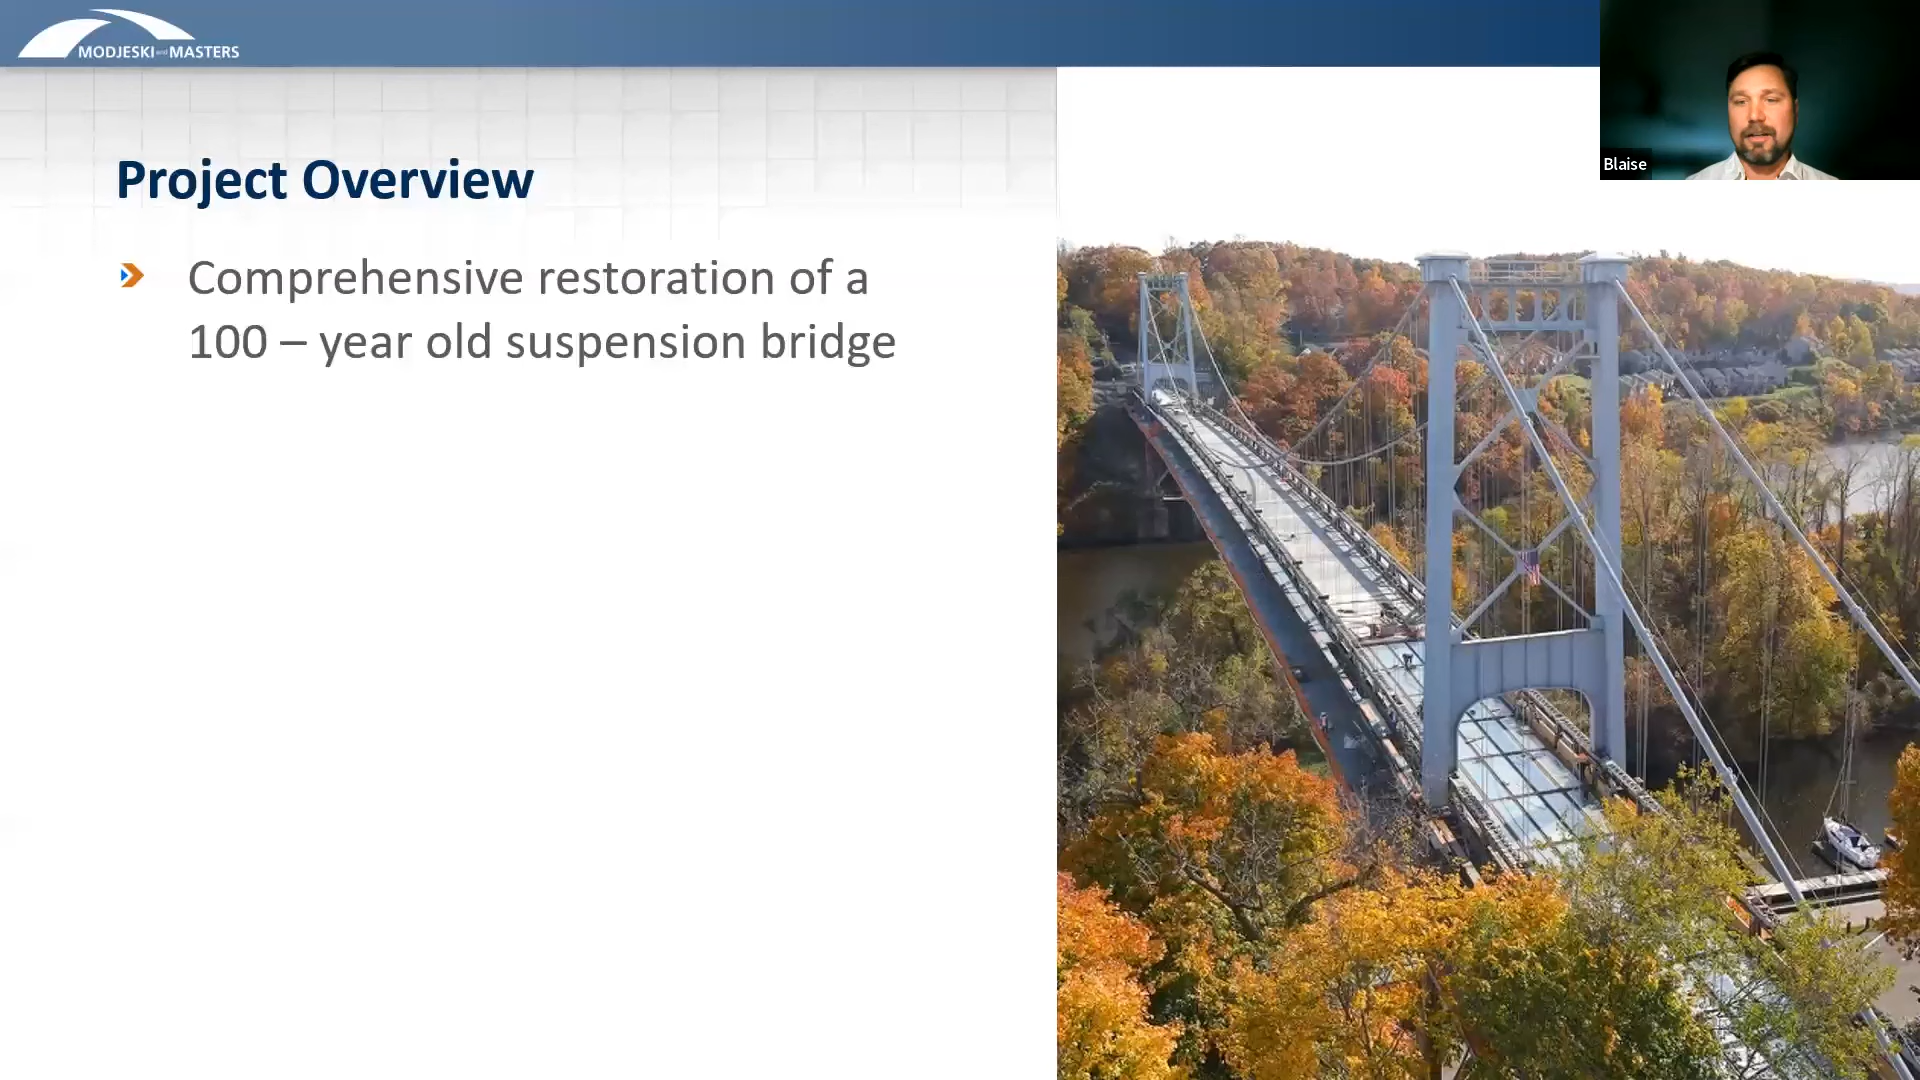 MODJESKI and MASTERS
Blaise
Project Overview
Comprehensive restoration of a
100 – year old suspension bridge